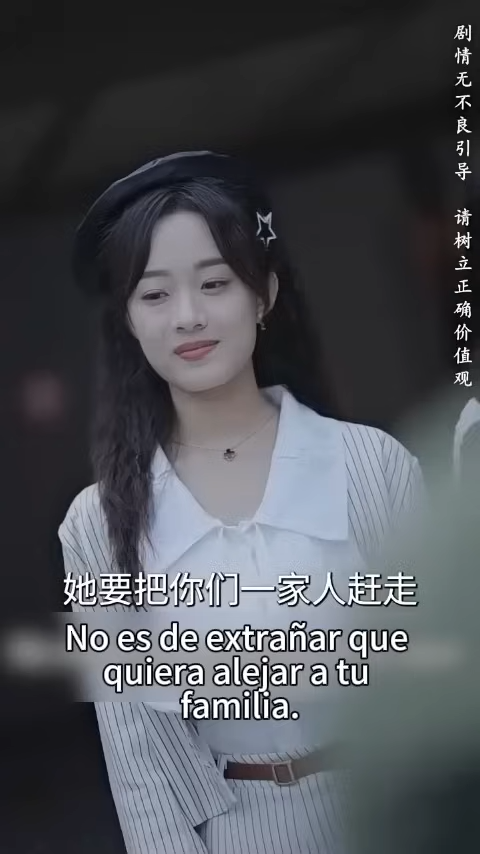 剧情无不良引导 请树立正确价值观
她要把你们一家人赶走
No es de extrañar que
quiera alejar a tu
familia.